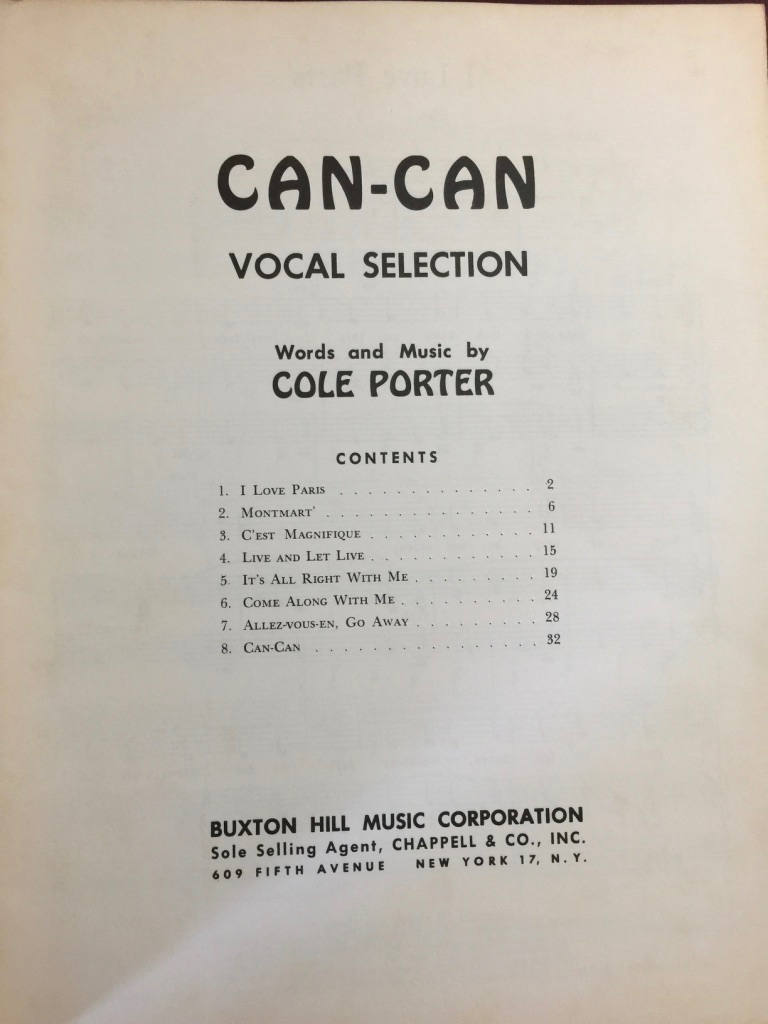 CAN-CAN
VOCAL SELECTION
Words and Music by
COLE PORTER
CONTENTS
1. I Love Paris . . . . . . . . . . . . . . 2
2. Montmart' . . . . . . . . . . . . . . . 6
3. C'est Magnifique . . . . . . . . . . . . 11
4. Live and Let Live . . . . . . . . . . . . 15
5. It's All Right With Me . . . . . . . . . 19
6. Come Along With Me . . . . . . . . . . 24
7. Allez-vous-en, Go Away . . . . . . . . . 28
8. Can-Can . . . . . . . . . . . . . . . . 32
BUXTON HILL MUSIC CORPORATION
Sole Selling Agent, CHAPPELL & CO., INC.
609 FIFTH AVENUE NEW YORK 17, N.Y.